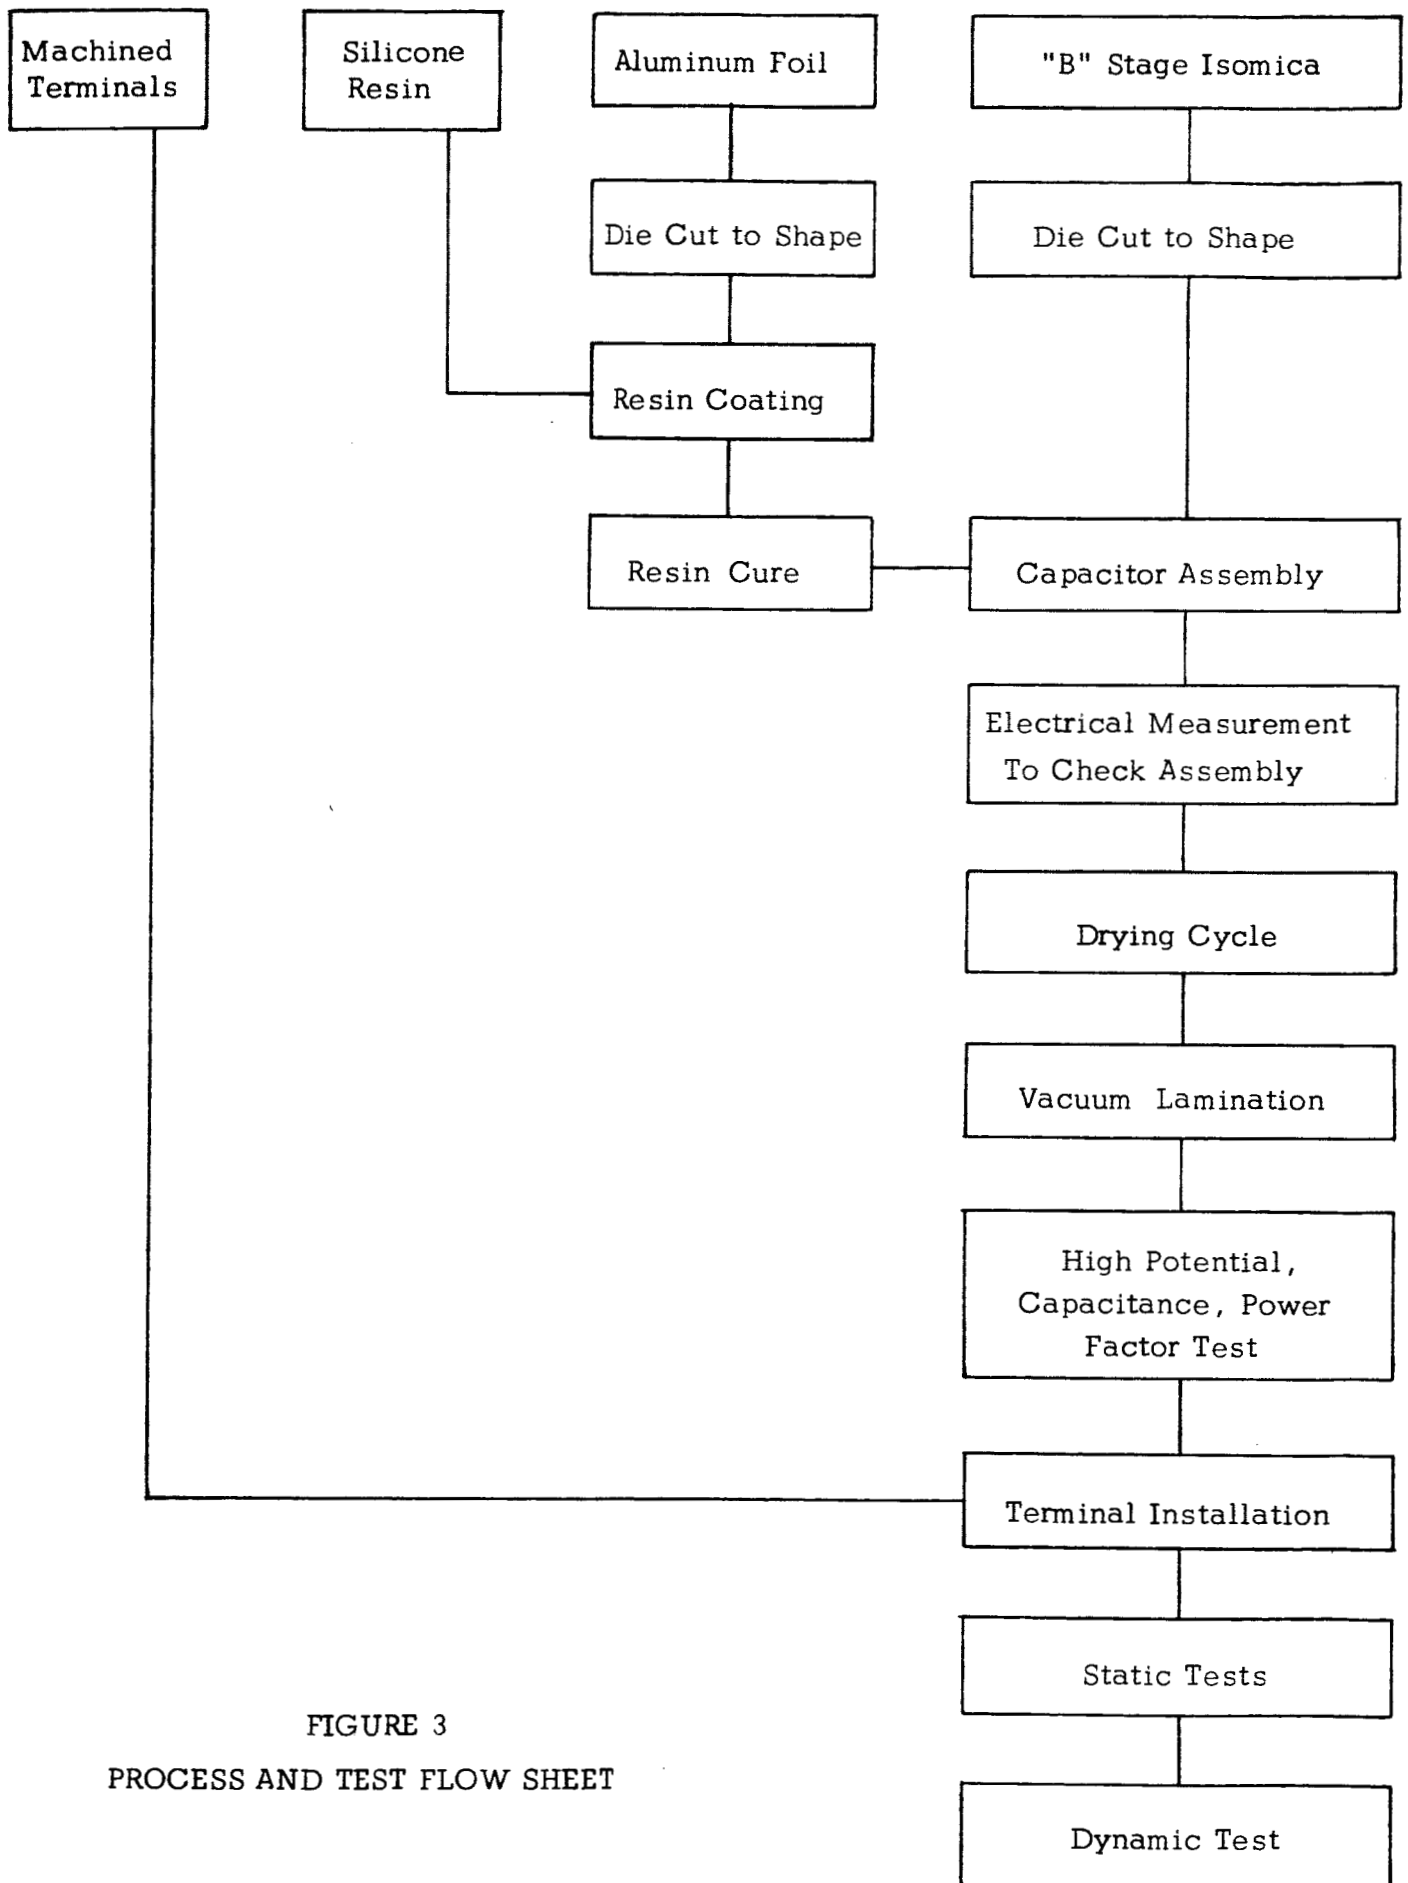 Machined
Terminals
Silicone
Resin
Aluminum Foil
"B" Stage Isomica
Die Cut to Shape
Die Cut to Shape
Resin Coating
Resin Cure
Capacitor Assembly
Electrical Measurement
To Check Assembly
Drying Cycle
Vacuum Lamination
High Potential,
Capacitance, Power
Factor Test
Terminal Installation
Static Tests
Dynamic Test
FIGURE 3
PROCESS AND TEST FLOW SHEET